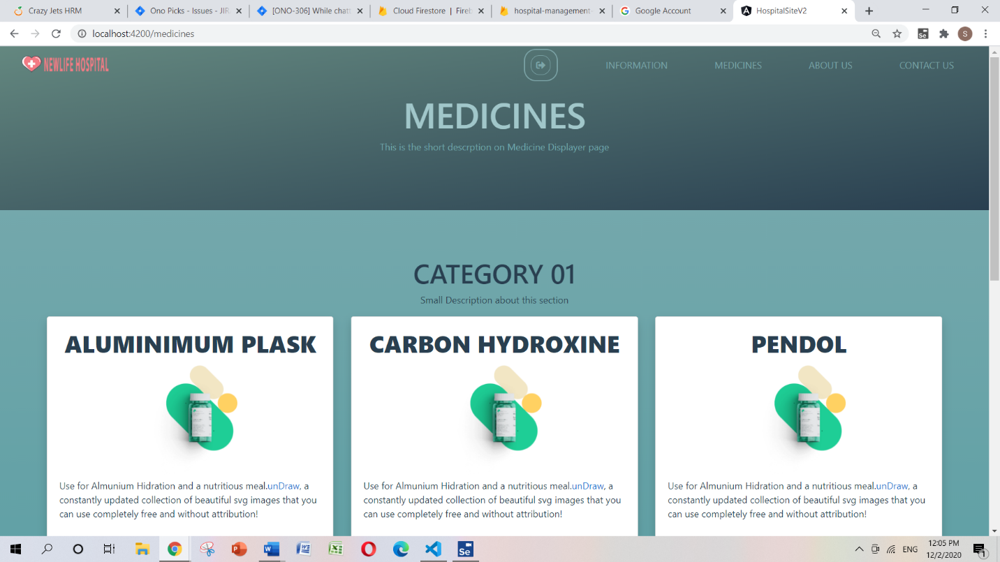 Crazy Jets HRM
Ono Picks - Issues - JIR
[ONO-306] While chatt
Cloud Firestore | Fireb
hospital-management-
Google Account
HospitalSiteV2
localhost:4200/medicines
S
NEWLIFE HOSPITAL
INFORMATION
MEDICINES
ABOUT US
CONTACT US
MEDICINES
This is the short descrption on Medicine Displayer page
CATEGORY 01
Small Description about this section
ALUMINIMUM PLASK
Use for Almunium Hidration and a nutritious meal.unDraw, a
constantly updated collection of beautiful svg images that you
can use completely free and without attribution!
CARBON HYDROXINE
Use for Almunium Hidration and a nutritious meal.unDraw, a
constantly updated collection of beautiful svg images that you
can use completely free and without attribution!
PENDOL
Use for Almunium Hidration and a nutritious meal.unDraw, a
constantly updated collection of beautiful svg images that you
can use completely free and without attribution!
Se
ENG
12:05 PM
12/2/2020
1